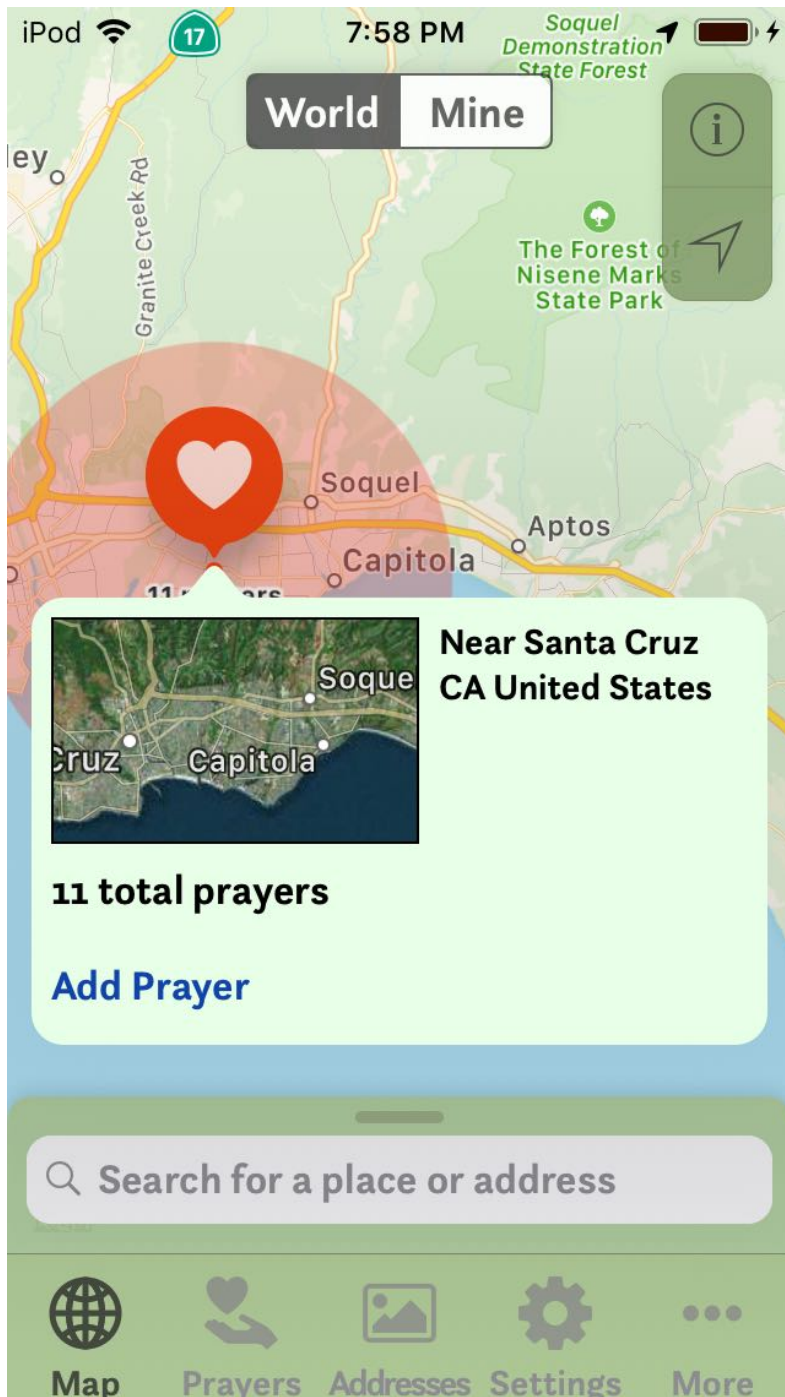 iPod
17
7:58 PM
Soquel
Demonstration
State Forest
World
Mine
i
ey
Granite Creek Rd
The Forest of
Nisene Marks
State Park
Soquel
Aptos
Capitola
11
Near Santa Cruz
CA United States
Soque
Cruz
Capitola
11 total prayers
Add Prayer
Search for a place or address
Map
Prayers
Addresses
Settings
More